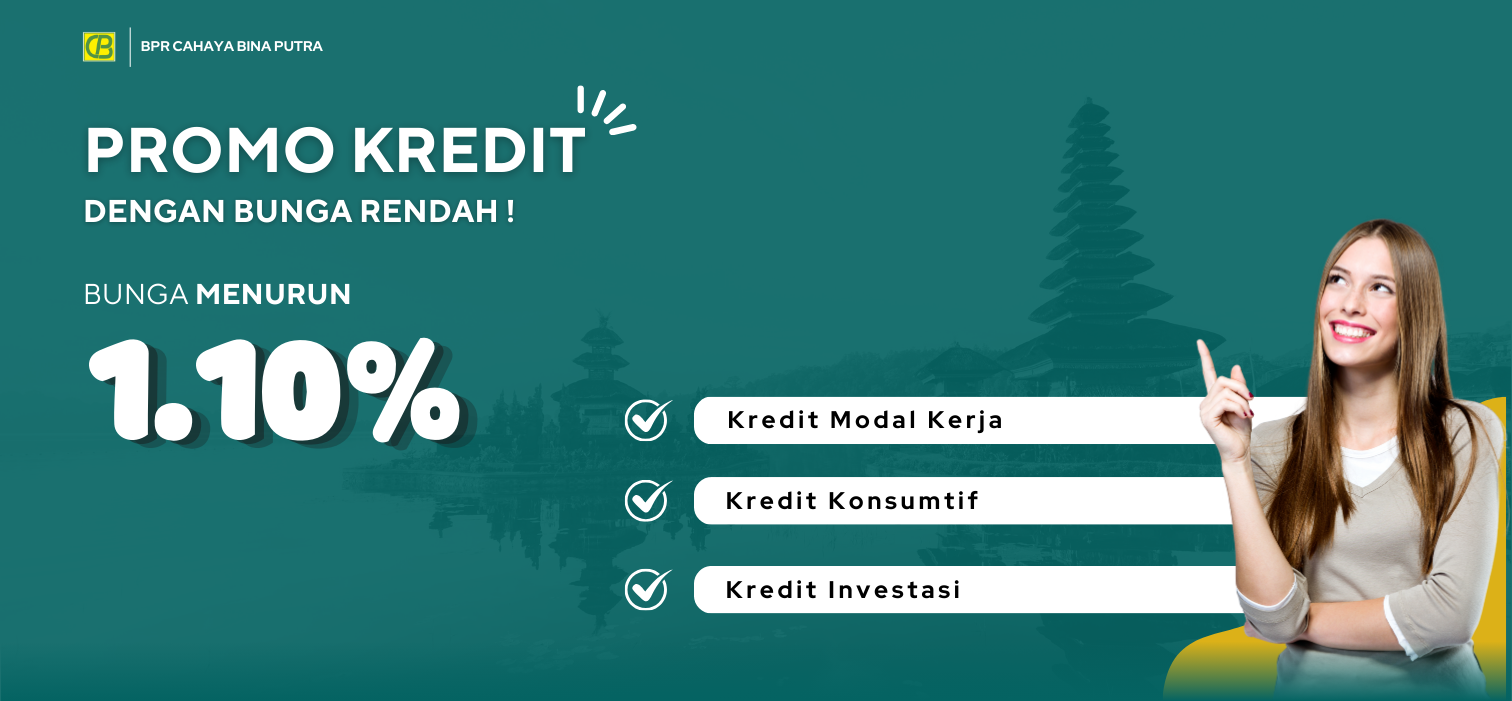 CB
BPR CAHAYA BINA PUTRA
PROMO KREDIT
DENGAN BUNGA RENDAH !
BUNGA MENURUN
1.10%
Kredit Modal Kerja
Kredit Konsumtif
Kredit Investasi